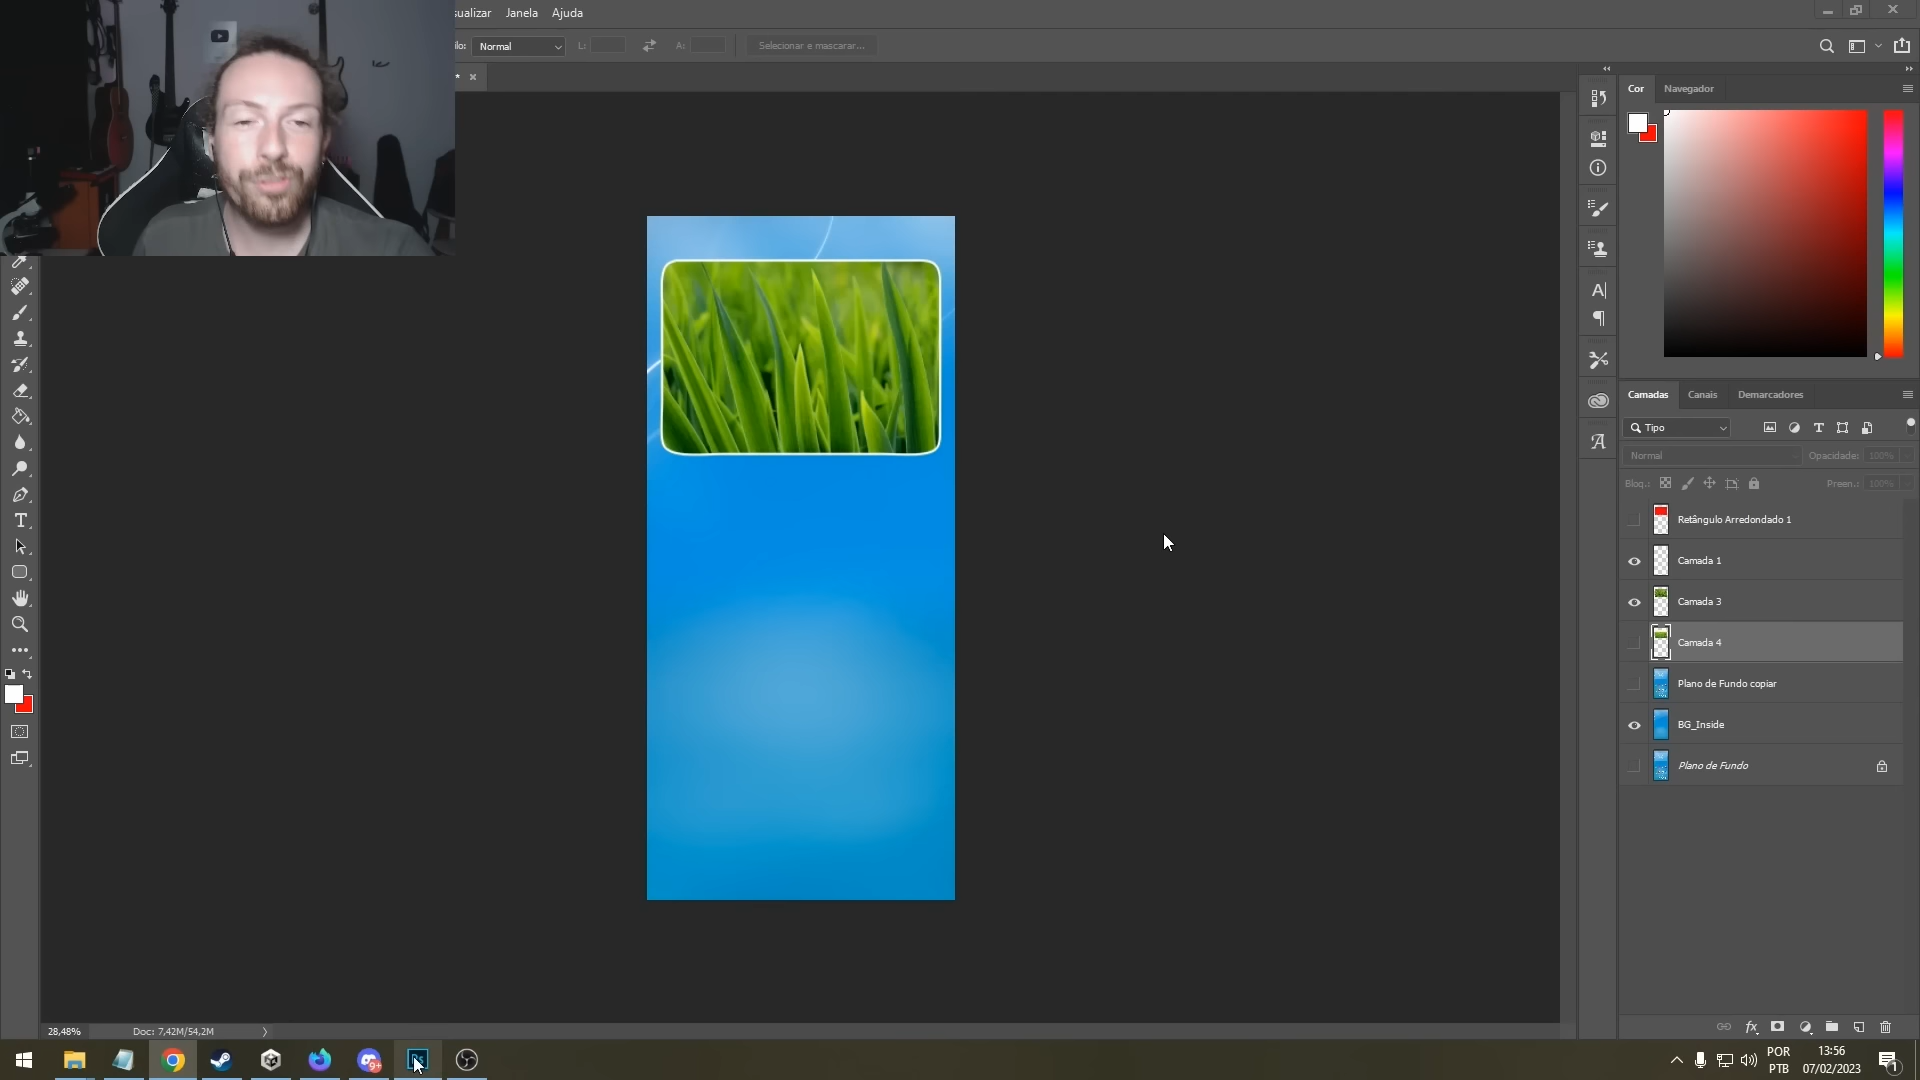 sualizar Janela Ajuda
ilo: Normal L: A: Selecionar e mascarar...
* ×
Cor Navegador
Camadas Canais Demarcadores
Tipo
Normal Opacidade: 100%
Bloq.: Preen.: 100%
Retângulo Arredondado 1
Camada 1
Camada 3
Camada 4
Plano de Fundo copiar
BG_Inside
Plano de Fundo
28,48% Doc: 7,42M/54,2M
POR
PTB
13:56
07/02/2023